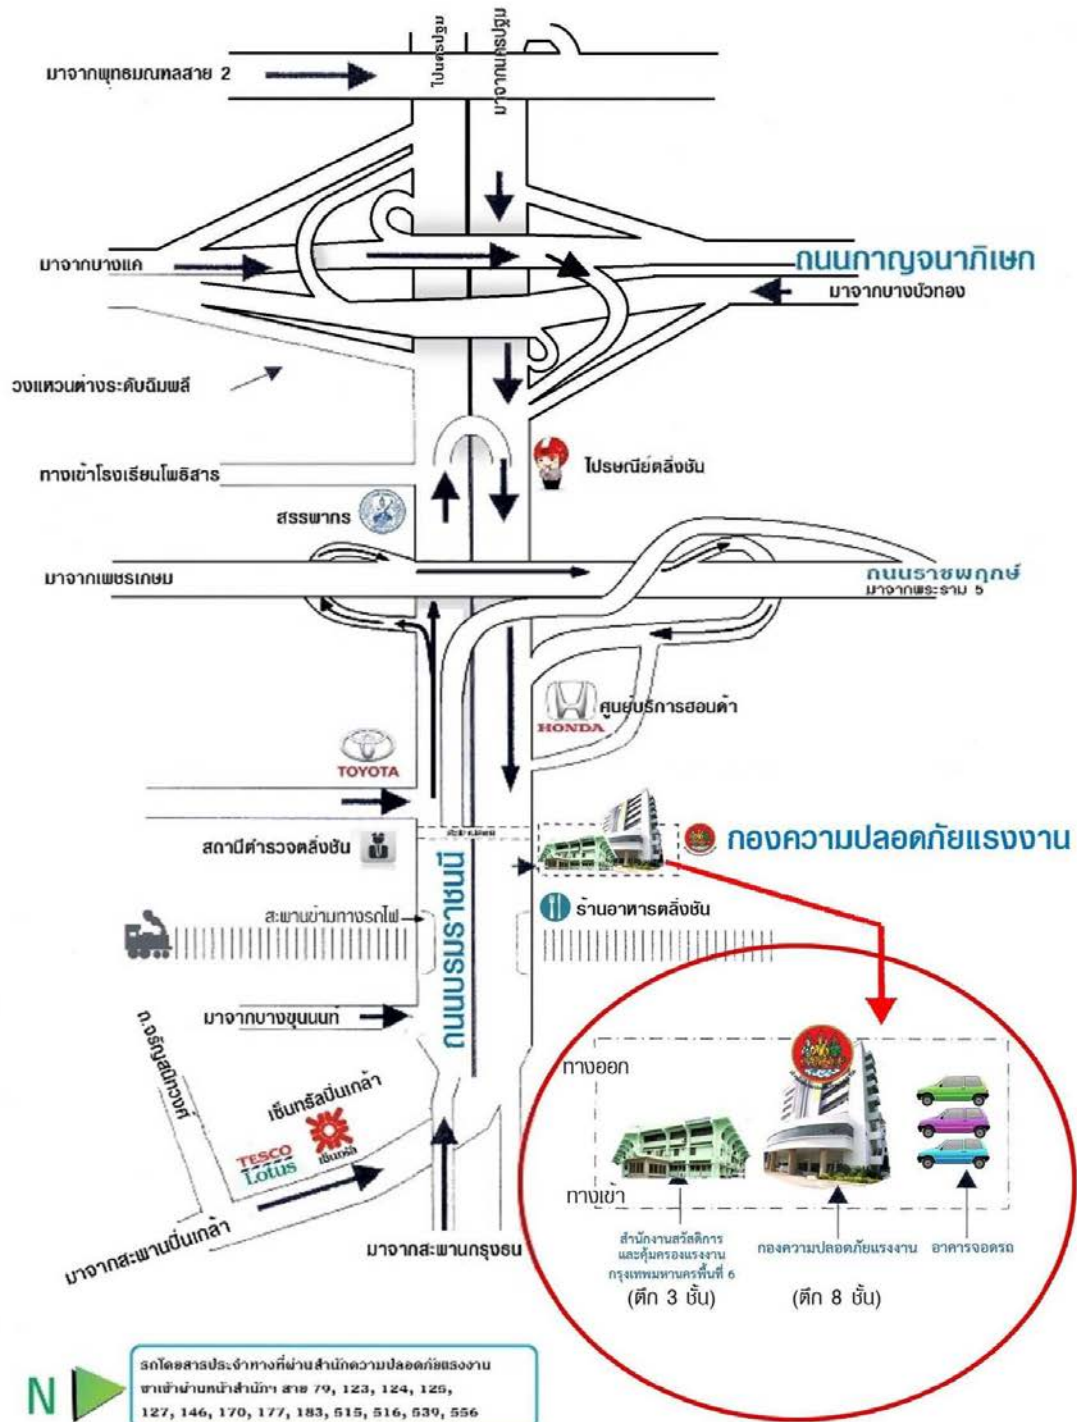 ไปนครปฐม
มาจากนครปฐม
มาจากพุทธมณฑลสาย 2
มาจากบางแค
ถนนกาญจนาภิเษก
มาจากบางบัวทอง
วงแหวนต่างระดับฉิมพลี
ไปรษณีย์ตลิ่งชัน
ทางเข้าโรงเรียนโพธิสาร
สรรพากร
มาจากเพชรเกษม
ถนนราชพฤกษ์
มาจากพระราม 5
HONDA
ศูนย์บริการฮอนด้า
TOYOTA
สะพานลอย
สถานีตำรวจตลิ่งชัน
กองความปลอดภัยแรงงาน
ถนนบรมราชนนี
สะพานข้ามทางรถไฟ
ร้านอาหารตลิ่งชัน
มาจากบางขุนนนท์
ถ.จรัญสนิทวงศ์
เซ็นทรัลปิ่นเกล้า
TESCO
Lotus
เซ็นทรัล
มาจากสะพานปิ่นเกล้า
มาจากสะพานกรุงธน
ทางออก
ทางเข้า
สำนักงานสวัสดิการ
และคุ้มครองแรงงาน
กรุงเทพมหานครพื้นที่ 6
(ตึก 3 ชั้น)
กองความปลอดภัยแรงงาน
(ตึก 8 ชั้น)
อาคารจอดรถ
N
รถโดยสารประจำทางที่ผ่านสำนักความปลอดภัยแรงงาน
ขาเข้าผ่านหน้าสำนักฯ สาย 79, 123, 124, 125,
127, 146, 170, 177, 183, 515, 516, 539, 556